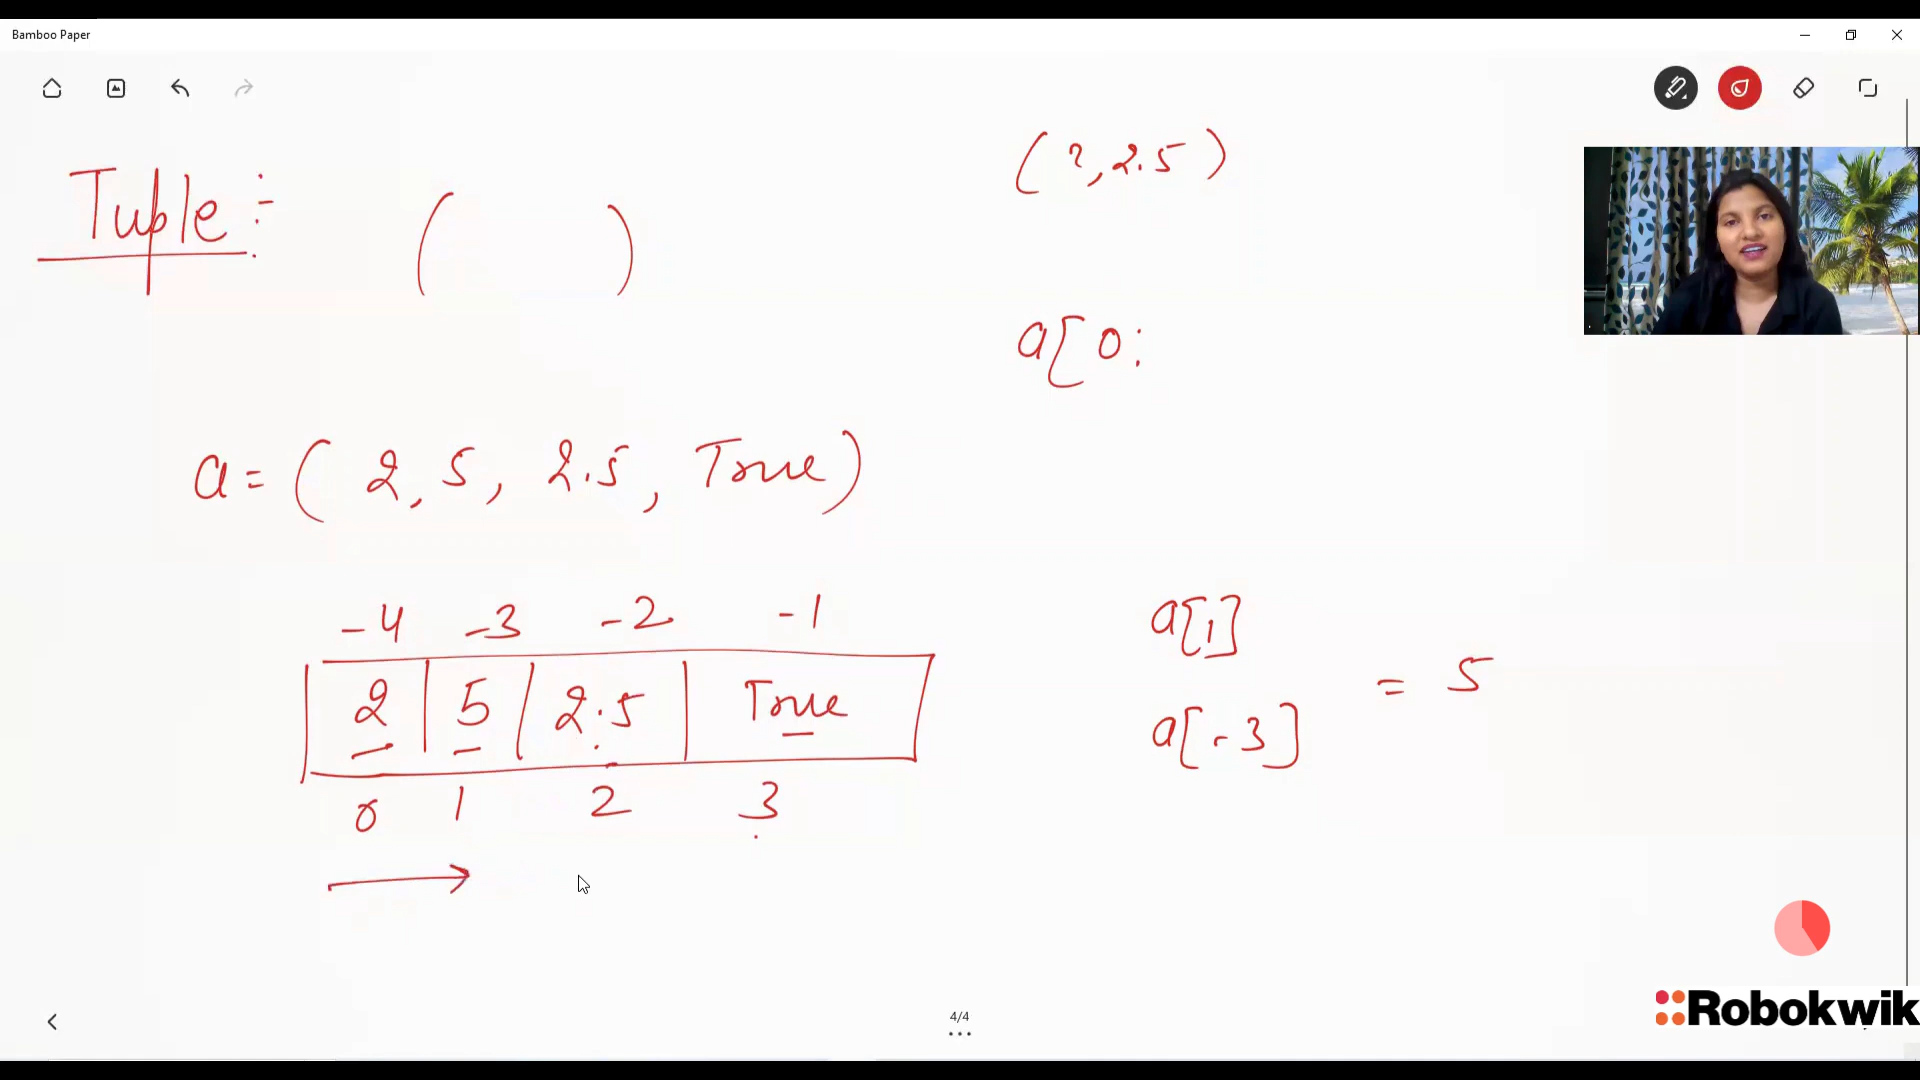 Bamboo Paper
Tuple :-
( )
(2, 2.5)
a[0:
a = ( 2, 5, 2.5, True)
-4 -3 -2 -1
2 5 2.5 True
0 1 2 3
a[1]
a[-3]
= 5
4/4
Robokwik